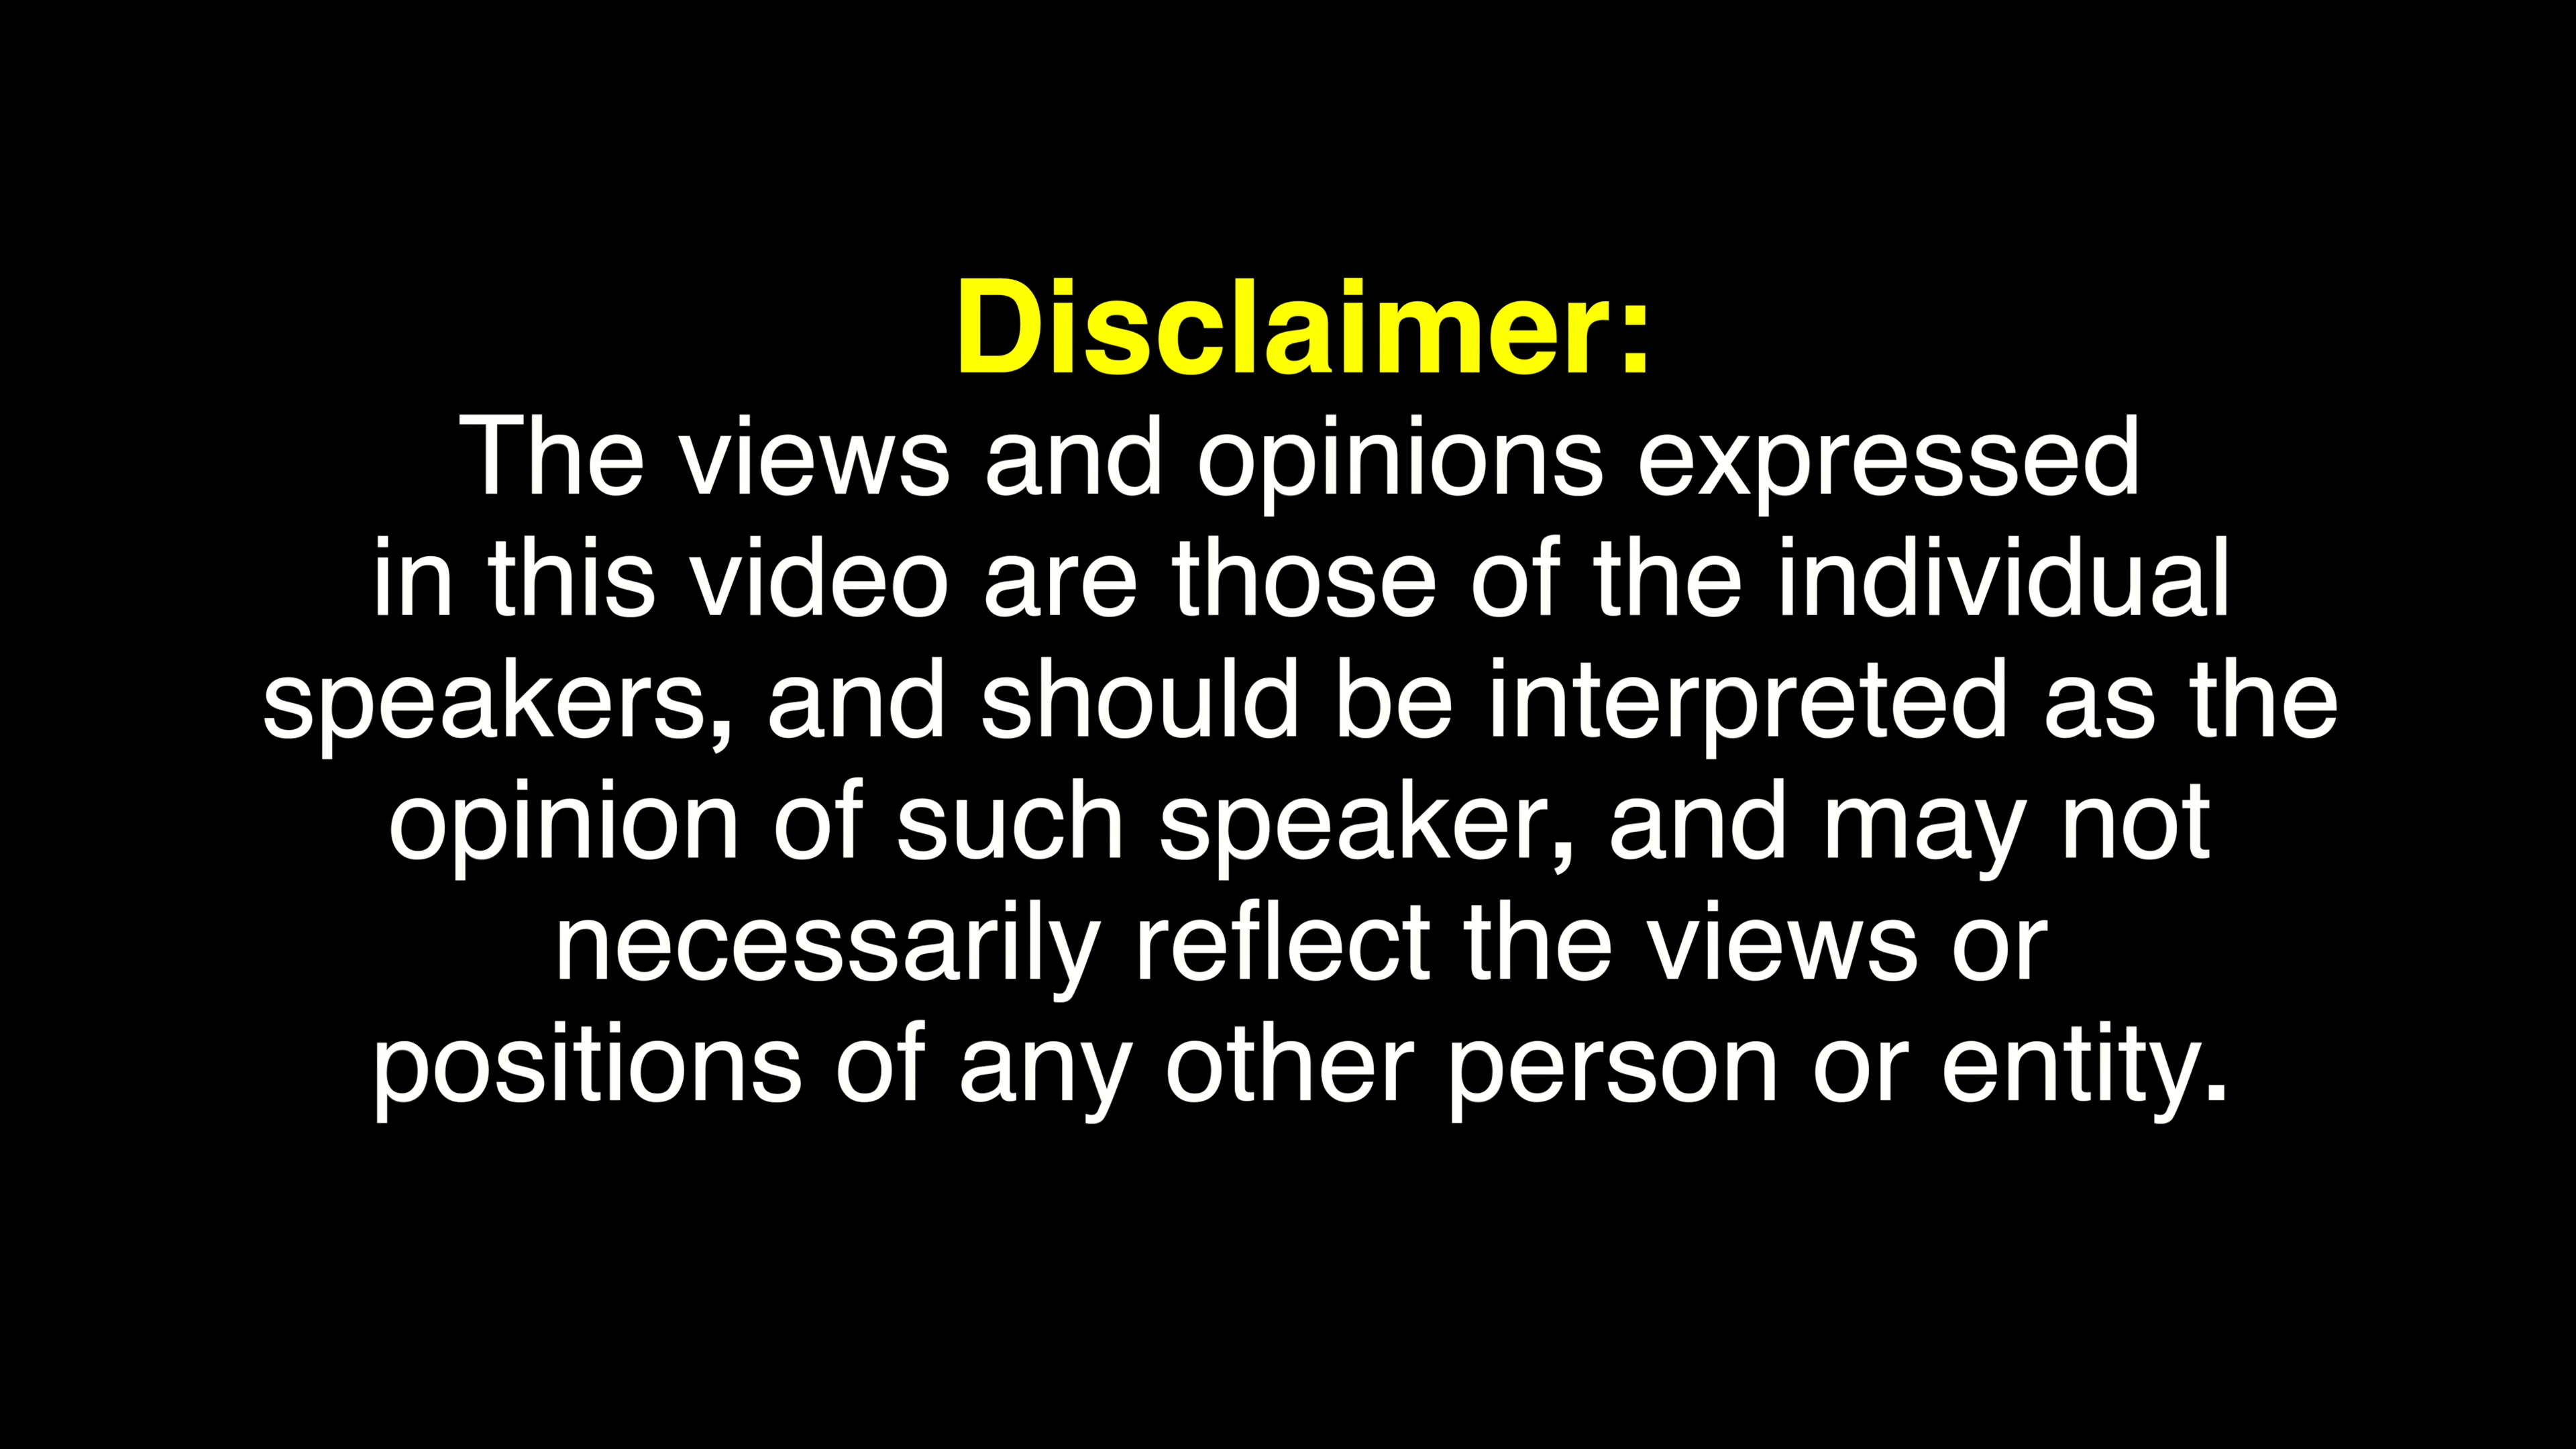 Disclaimer:
The views and opinions expressed
in this video are those of the individual
speakers, and should be interpreted as the
opinion of such speaker, and may not
necessarily reflect the views or
positions of any other person or entity.